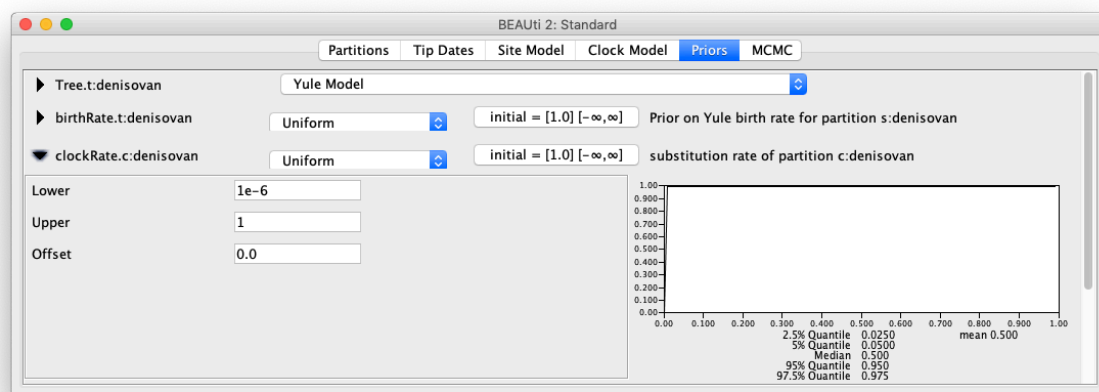 BEAUti 2: Standard
Partitions Tip Dates Site Model Clock Model Priors MCMC
Tree.t:denisovan Yule Model
birthRate.t:denisovan Uniform initial = [1.0] [-∞,∞] Prior on Yule birth rate for partition s:denisovan
clockRate.c:denisovan Uniform initial = [1.0] [-∞,∞] substitution rate of partition c:denisovan
Lower 1e-6
Upper 1
Offset 0.0
1.00
0.900
0.800
0.700
0.600
0.500
0.400
0.300
0.200
0.100
0.00
0.00 0.100 0.200 0.300 0.400 0.500 0.600 0.700 0.800 0.900 1.00
2.5% Quantile 0.0250 mean 0.500
5% Quantile 0.0500
Median 0.500
95% Quantile 0.950
97.5% Quantile 0.975